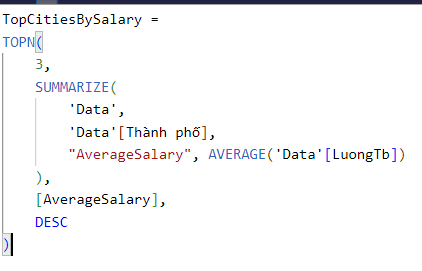 TopCitiesBySalary =
TOPN(
3,
SUMMARIZE(
'Data',
'Data'[Thành phố],
"AverageSalary", AVERAGE('Data'[LuongTb])
),
[AverageSalary],
DESC
)